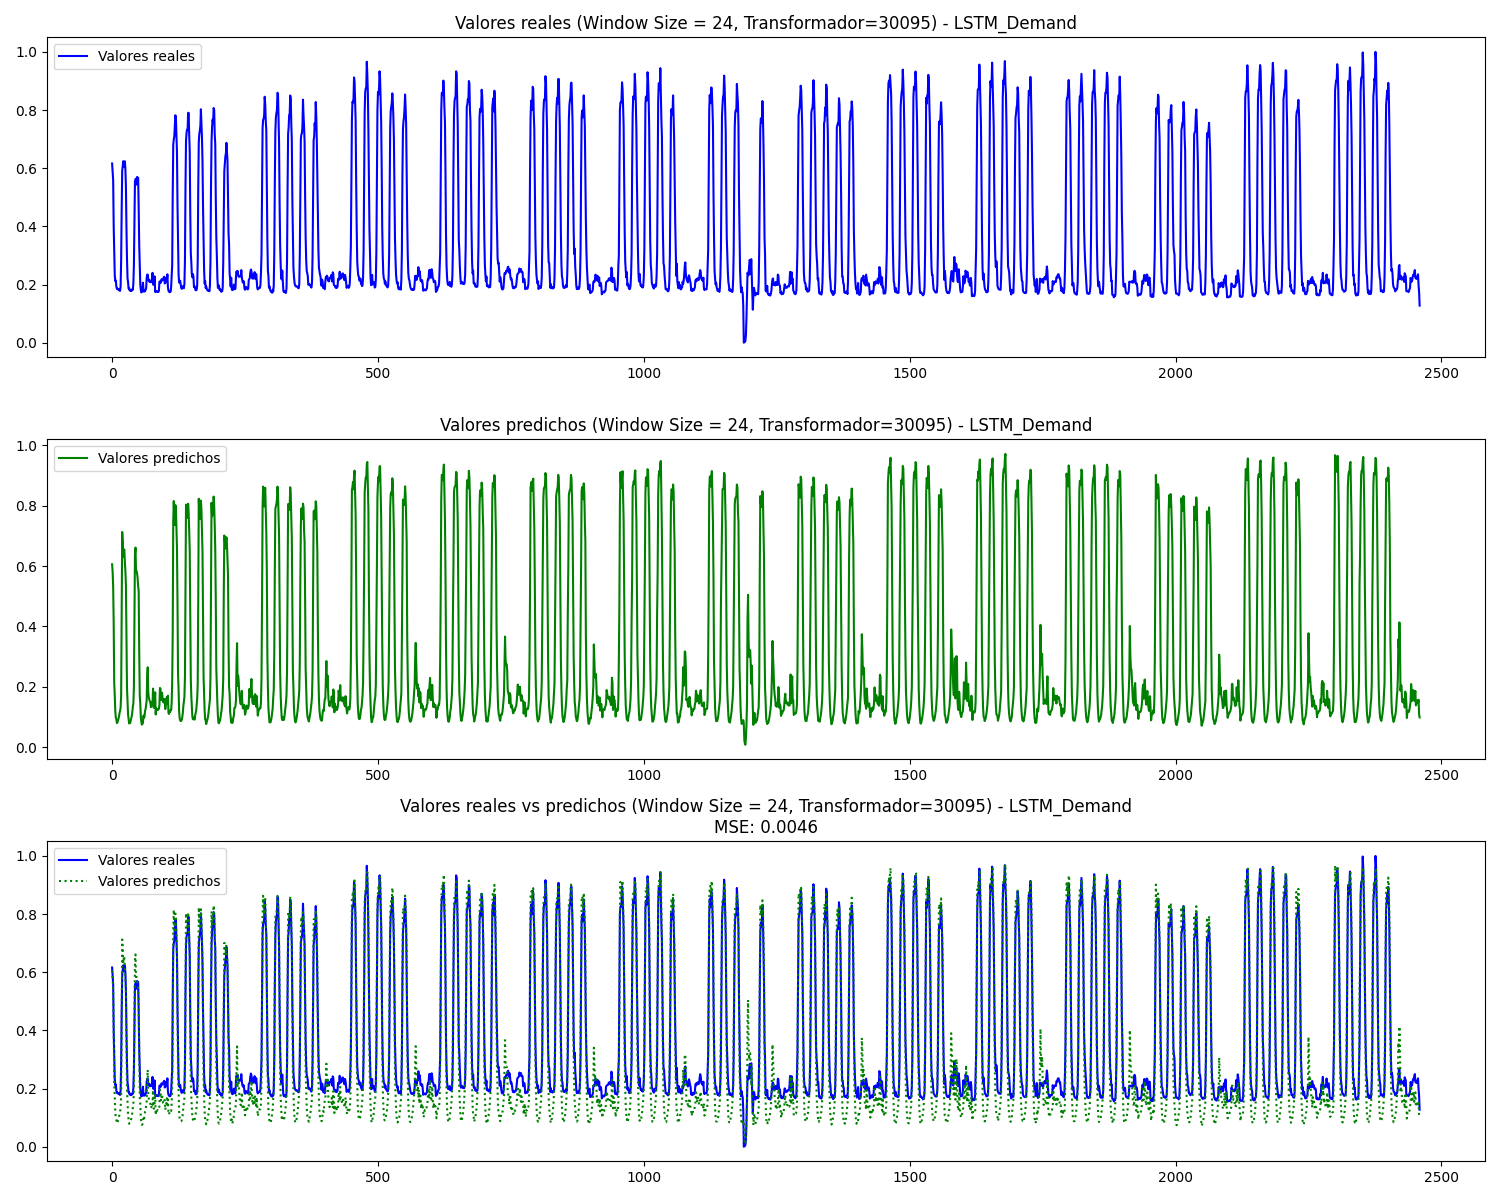 Valores reales (Window Size = 24, Transformador=30095) - LSTM_Demand
1.0
Valores reales
0.8
0.6
0.4
0.2
0.0
0 500 1000 1500 2000 2500
Valores predichos (Window Size = 24, Transformador=30095) - LSTM_Demand
1.0
Valores predichos
0.8
0.6
0.4
0.2
0.0
0 500 1000 1500 2000 2500
Valores reales vs predichos (Window Size = 24, Transformador=30095) - LSTM_Demand
MSE: 0.0046
1.0
Valores reales
Valores predichos
0.8
0.6
0.4
0.2
0.0
0 500 1000 1500 2000 2500